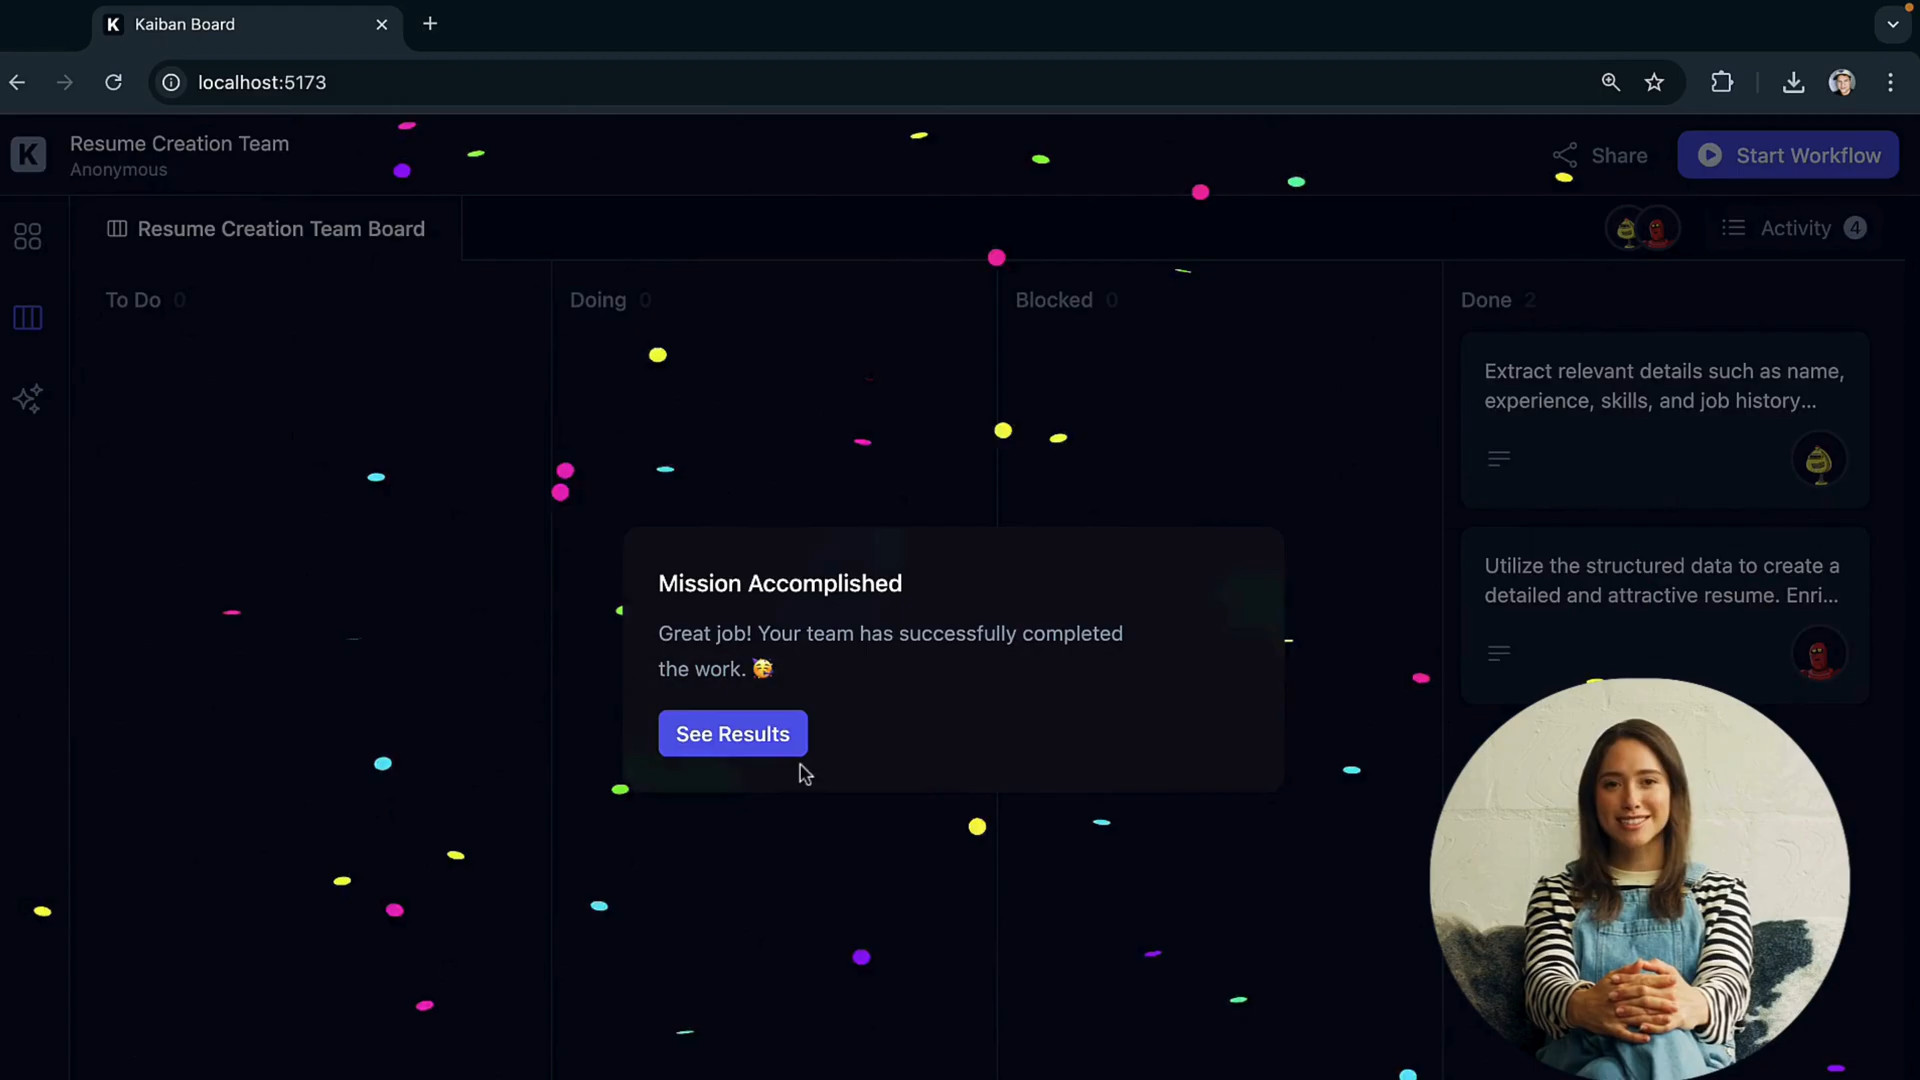 K Kaiban Board
localhost:5173
K
Resume Creation Team
Anonymous
Share
Start Workflow
Resume Creation Team Board
Activity 4
To Do 0
Doing 0
Blocked 0
Done 2
Extract relevant details such as name,
experience, skills, and job history...
Utilize the structured data to create a
detailed and attractive resume. Enri...
Mission Accomplished
Great job! Your team has successfully completed
the work. 🥳
See Results